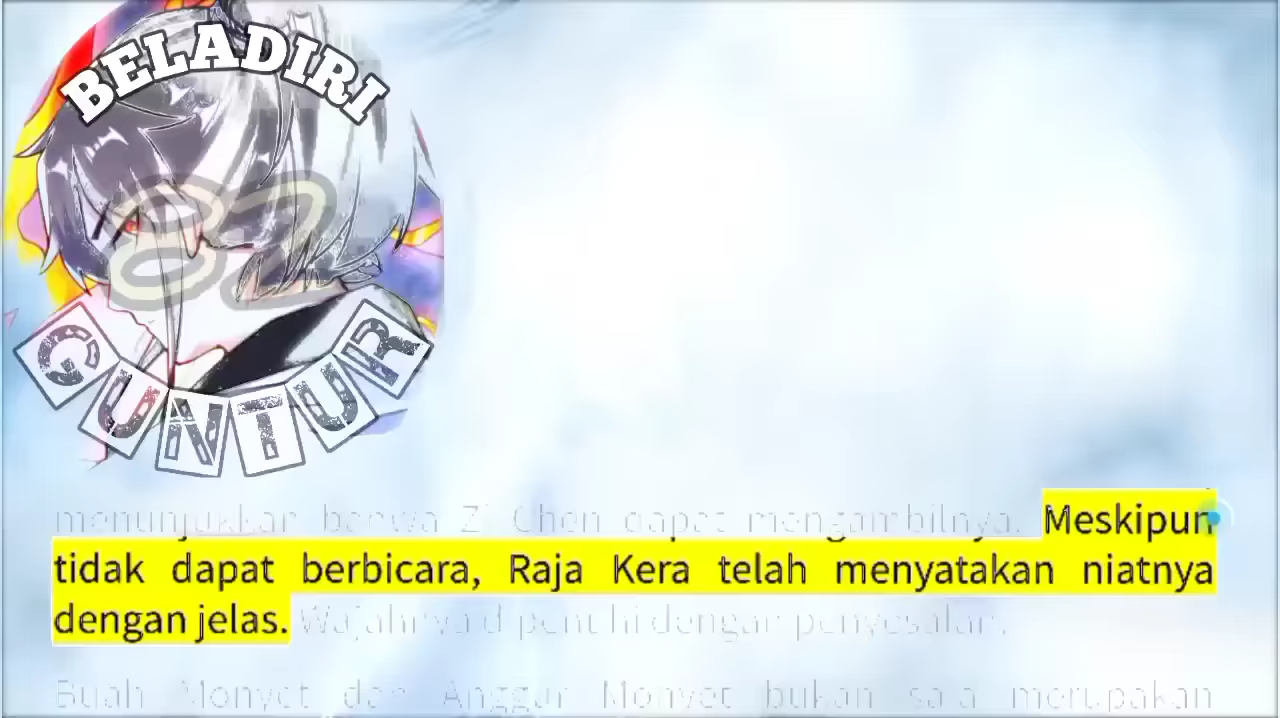 BELADIRI
82
GUNTUR
menunjukkan bahwa Zi Chen dapat mengambilnya. Meskipun
tidak dapat berbicara, Raja Kera telah menyatakan niatnya
dengan jelas. Wajahnya dipenuhi dengan penyesalan.
Buah Monyet dan Anggur Monyet bukan saja merupakan